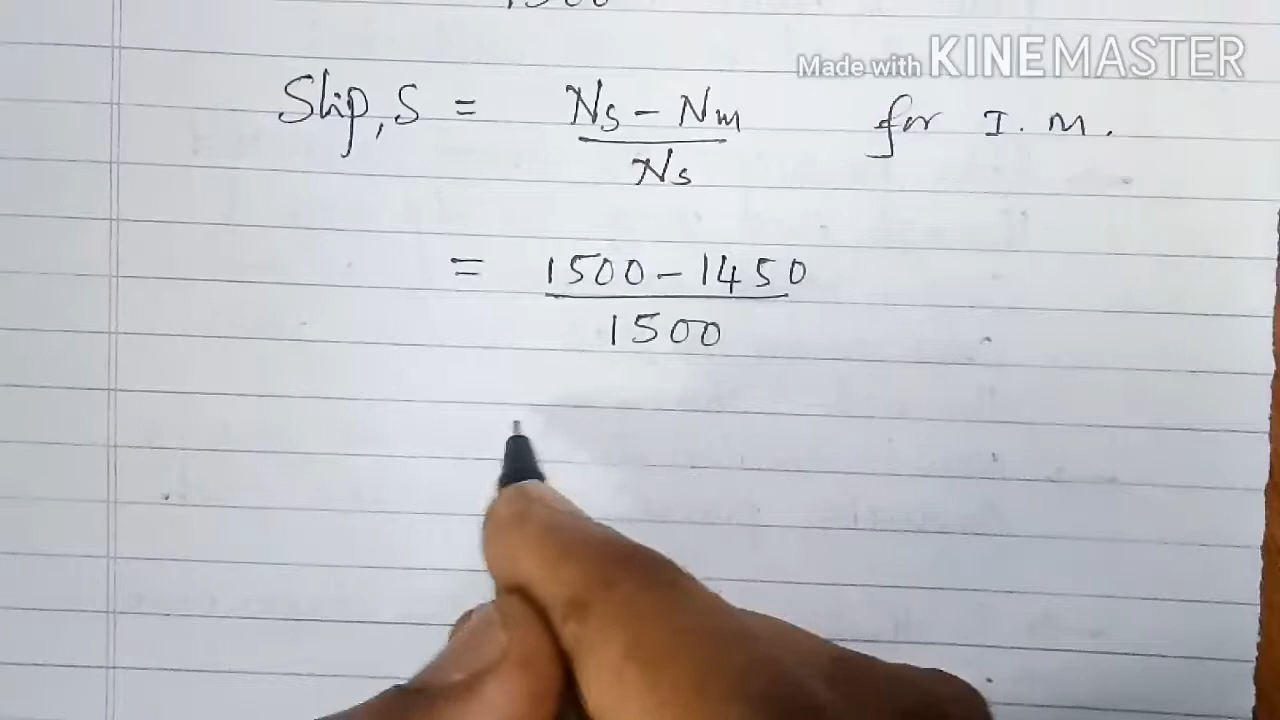 Made with KINEMASTER
Slip, S = Ns - Nm / Ns for I. M.
= 1500 - 1450 / 1500